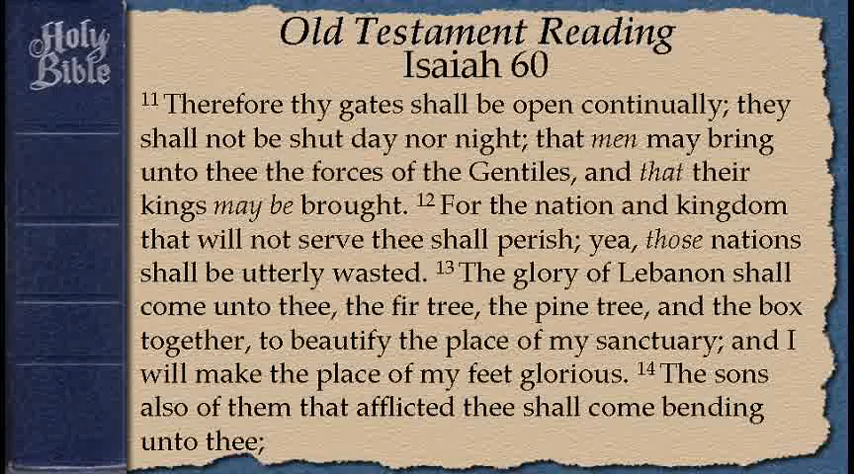 Holy
Bible
Old Testament Reading
Isaiah 60
11 Therefore thy gates shall be open continually; they
shall not be shut day nor night; that men may bring
unto thee the forces of the Gentiles, and that their
kings may be brought. 12 For the nation and kingdom
that will not serve thee shall perish; yea, those nations
shall be utterly wasted. 13 The glory of Lebanon shall
come unto thee, the fir tree, the pine tree, and the box
together, to beautify the place of my sanctuary; and I
will make the place of my feet glorious. 14 The sons
also of them that afflicted thee shall come bending
unto thee;